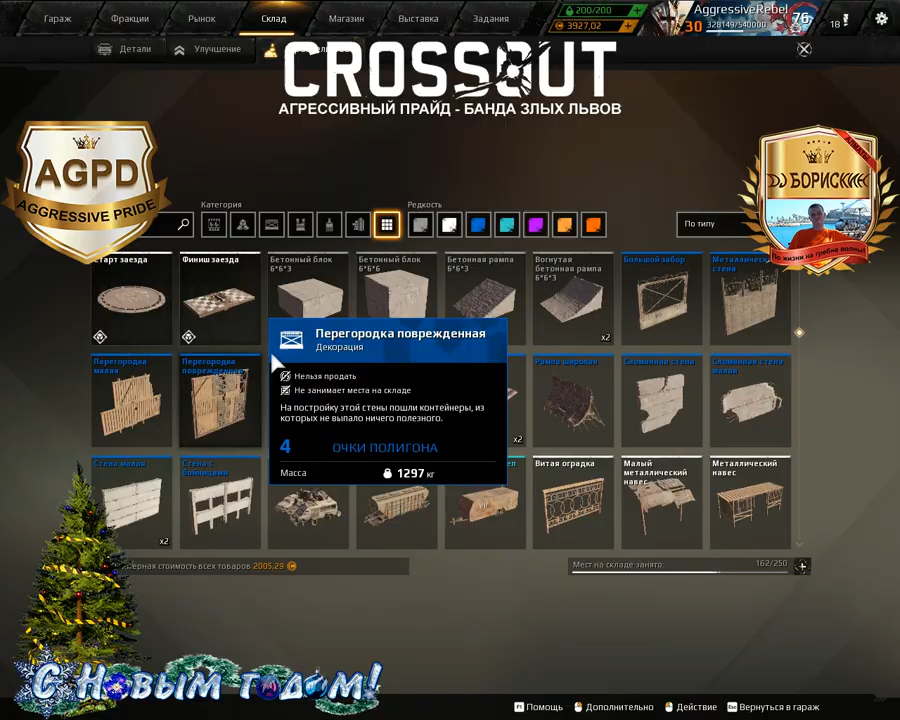 Гараж
Фракции
Рынок
Склад
Магазин
Выставка
Задания
200/200
3927,02
AggressiveRebel
30
328149/540000
76
18
Детали
Улучшение
CROSSOUT
АГРЕССИВНЫЙ ПРАЙД - БАНДА ЗЛЫХ ЛЬВОВ
AGPD
AGGRESSIVE PRIDE
DJ БОРИСКИН
По жизни на гребне волны!
Категория
Редкость
По типу
Старт заезда
Финиш заезда
Бетонный блок 6*6*3
Бетонный блок 6*6*6
Бетонная рампа 6*6*3
Вогнутая бетонная рампа 6*6*3
x2
Большой забор
Металлическ
стена
Перегородка малая
Перегородка поврежденная
Перегородка поврежденная
Декорация
Нельзя продать
Не занимает места на складе
На постройку этой стены пошли контейнеры, из
которых не выпало ничего полезного.
4 ОЧКИ ПОЛИГОНА
Масса 1297 кг
x2
Рампа широкая
Сломанная стена
Сломанная стена малая
Стена малая
x2
Стена с бойницами
Витая оградка
Малый металлический навес
Металлический навес
VIP
стоимость всех товаров 2005,29
Мест на складе занято: 162/250
С Новым годом!
F1 Помощь
Дополнительно
Действие
Esc Вернуться в гараж